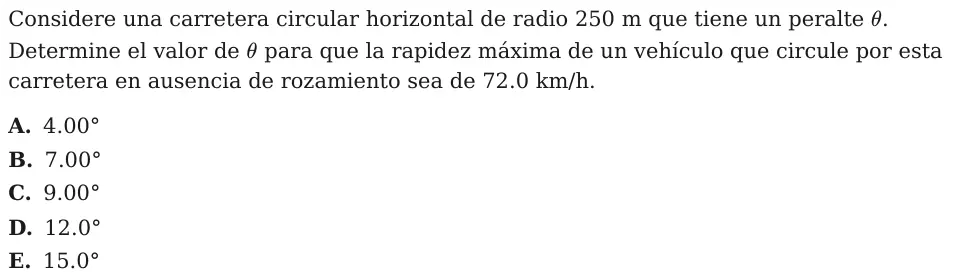 Considere una carretera circular horizontal de radio 250 m que tiene un peralte θ.
Determine el valor de θ para que la rapidez máxima de un vehículo que circule por esta
carretera en ausencia de rozamiento sea de 72.0 km/h.
A. 4.00°
B. 7.00°
C. 9.00°
D. 12.0°
E. 15.0°